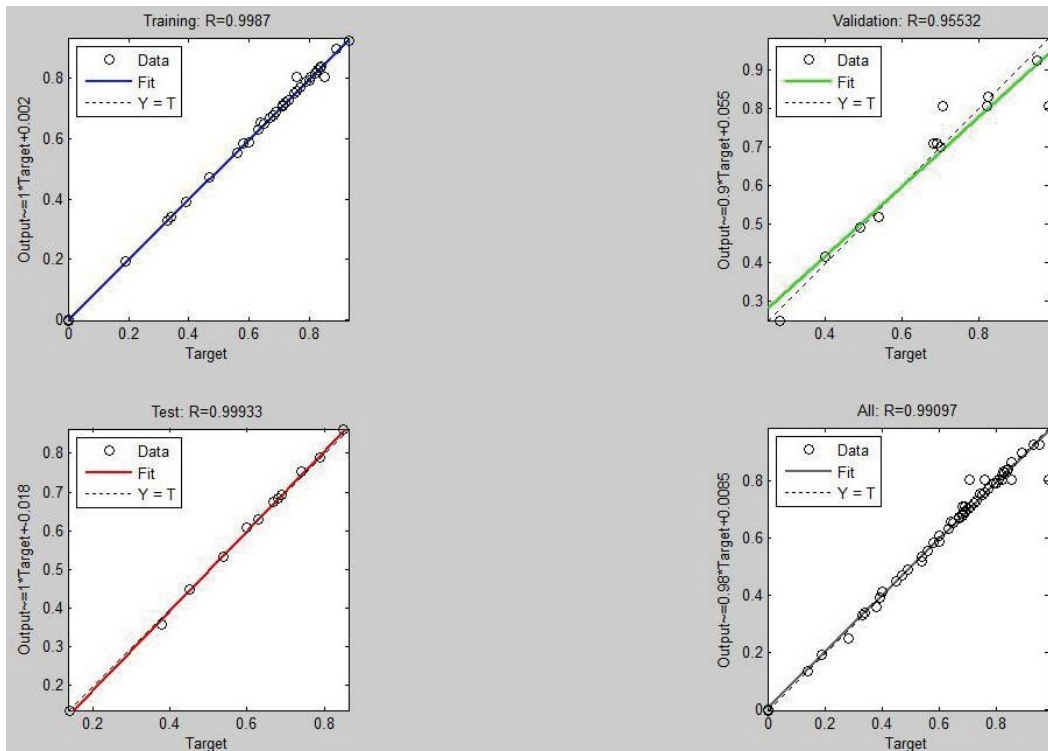 Training: R=0.9987
Output~=1*Target+0.002
0.8
0.6
0.4
0.2
0
Data
Fit
Y = T
0 0.2 0.4 0.6 0.8
Target
Validation: R=0.95532
Output~=0.9*Target+0.055
0.9
0.8
0.7
0.6
0.5
0.4
0.3
Data
Fit
Y = T
0.4 0.6 0.8
Target
Test: R=0.99933
Output~=1*Target+-0.018
0.8
0.7
0.6
0.5
0.4
0.3
0.2
Data
Fit
Y = T
0.2 0.4 0.6 0.8
Target
All: R=0.99097
Output~=0.98*Target+0.0085
0.8
0.6
0.4
0.2
0
Data
Fit
Y = T
0 0.2 0.4 0.6 0.8
Target